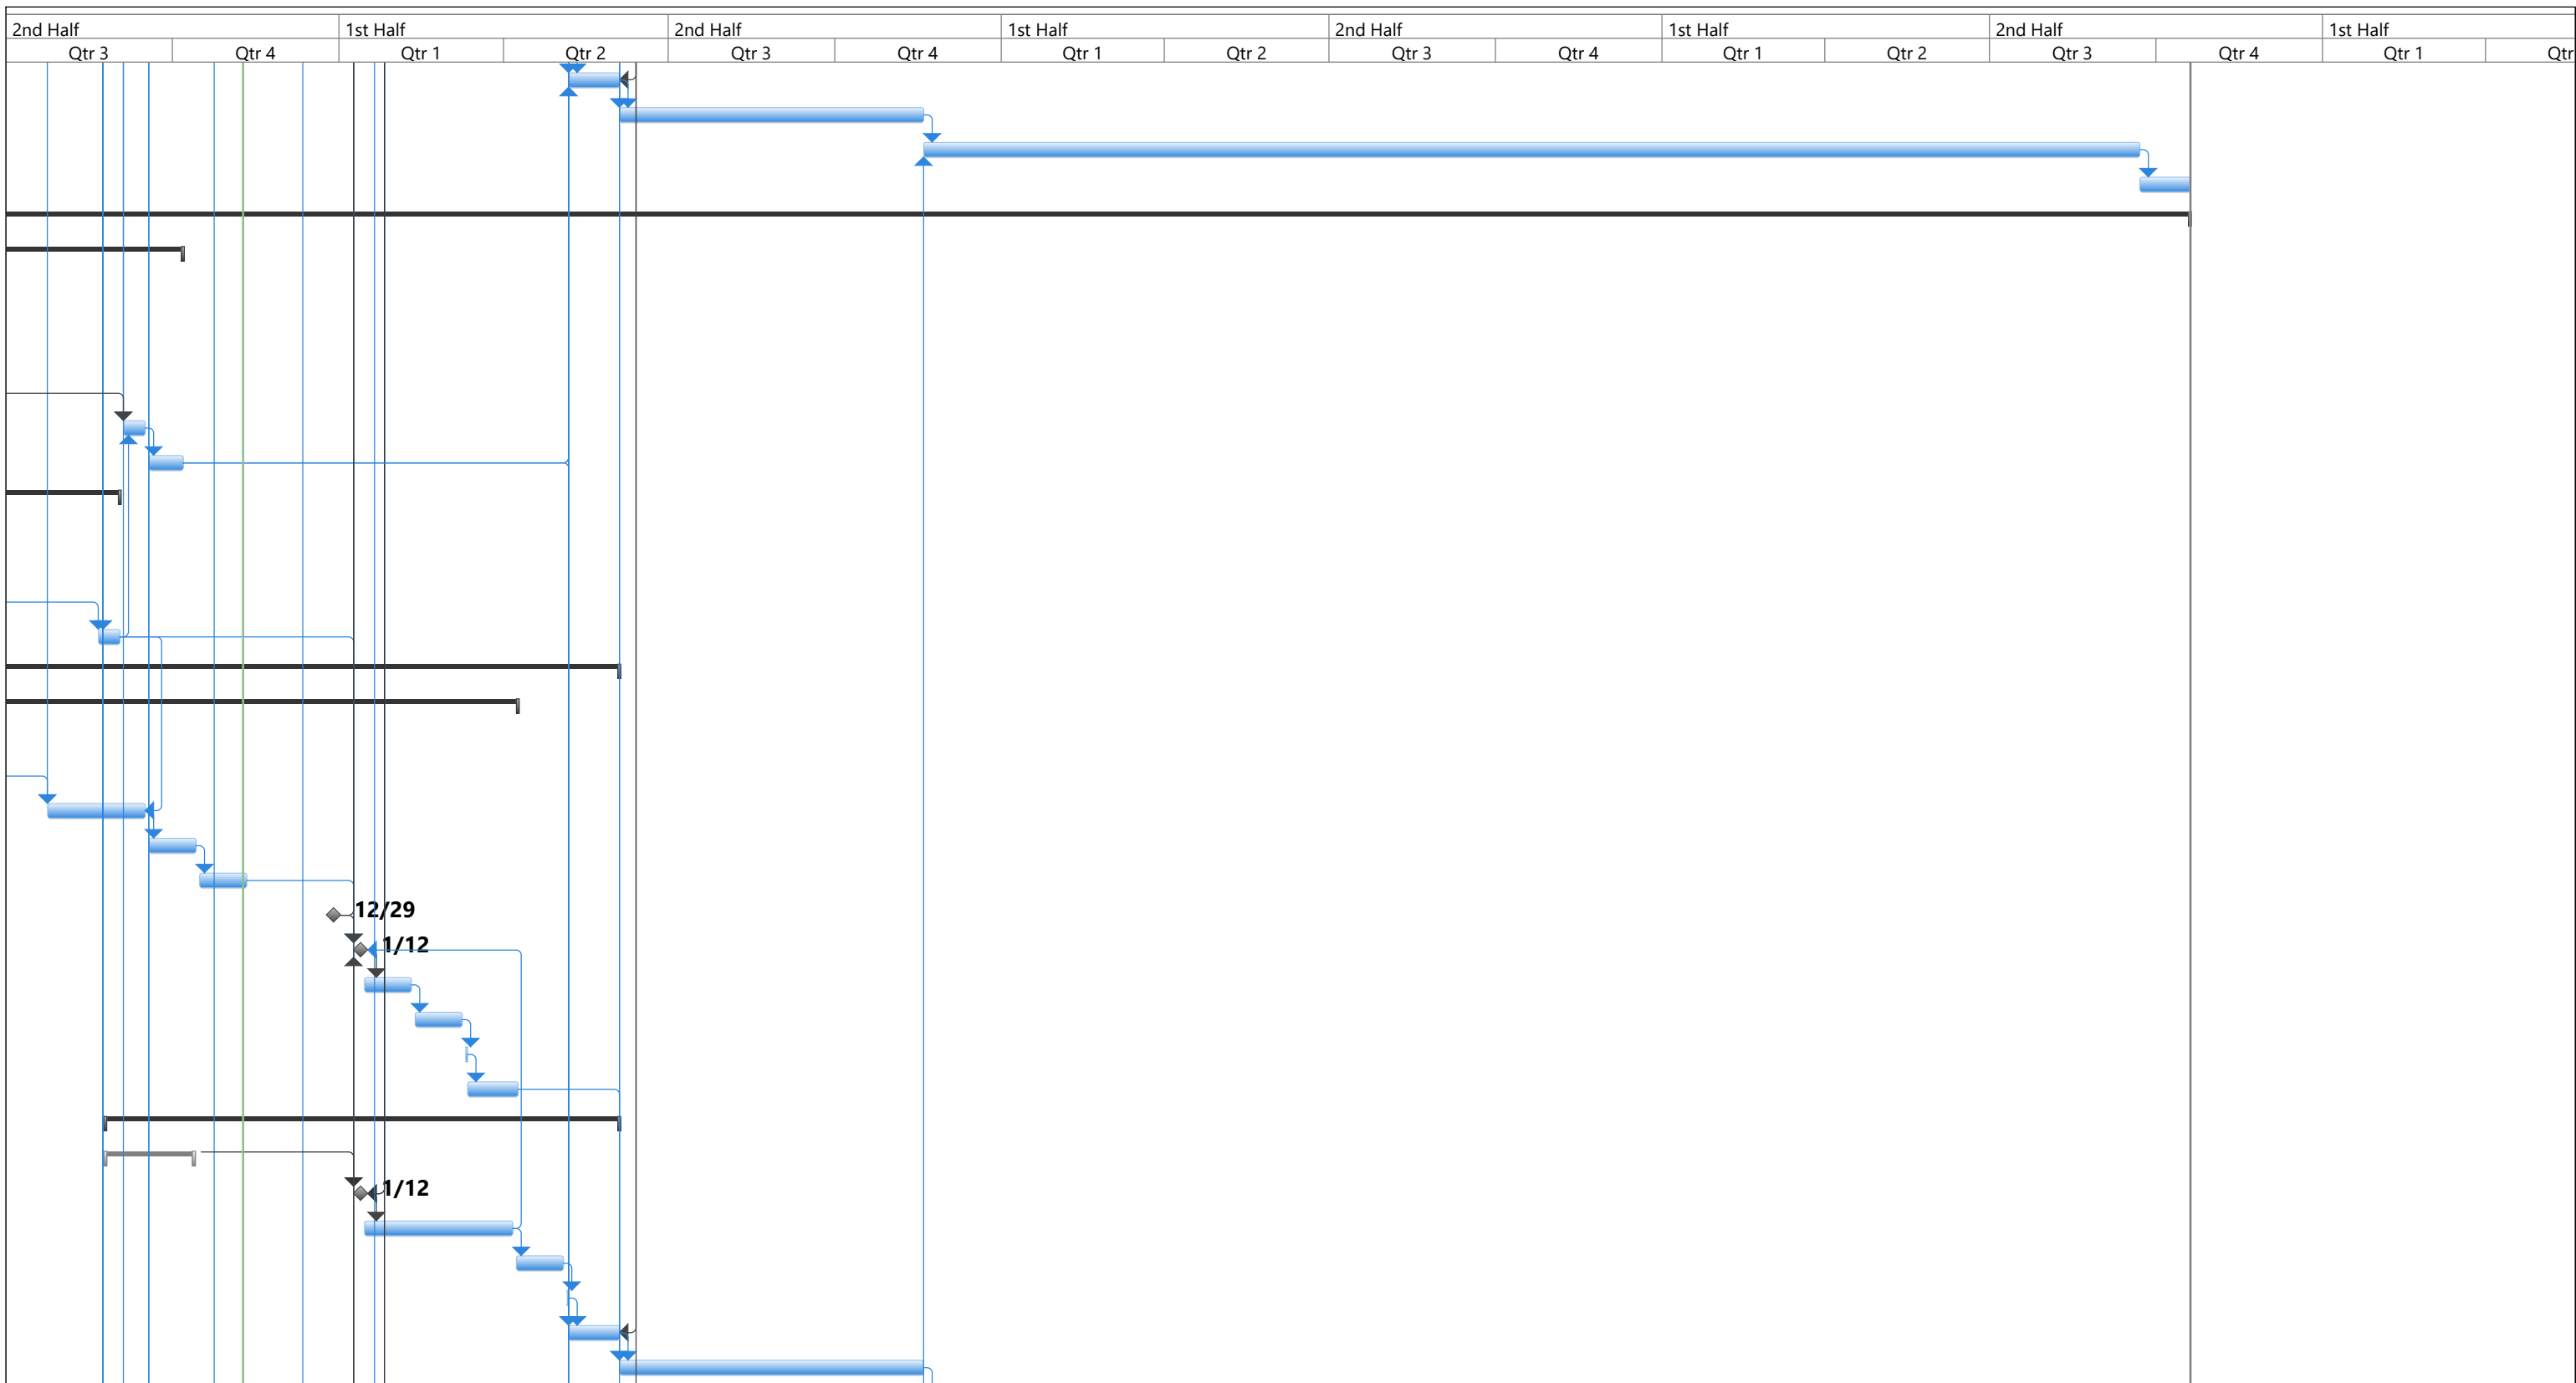 2nd Half 1st Half 2nd Half 1st Half 2nd Half 1st Half 2nd Half 1st Half
Qtr 3 Qtr 4 Qtr 1 Qtr 2 Qtr 3 Qtr 4 Qtr 1 Qtr 2 Qtr 3 Qtr 4 Qtr 1 Qtr 2 Qtr 3 Qtr 4 Qtr 1 Qtr
12/29
1/12
1/12